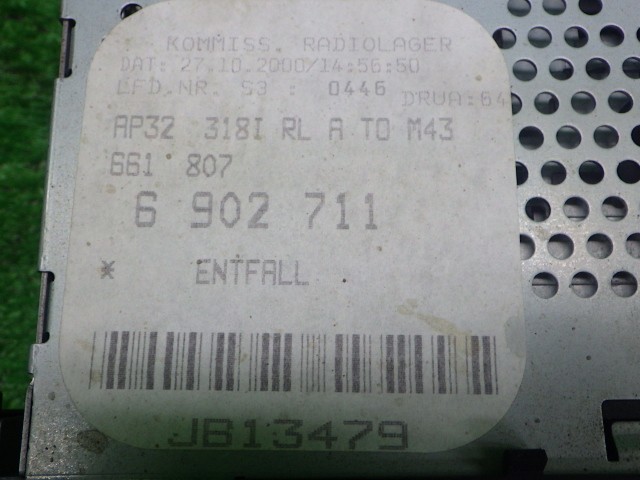 KOMMISS. RADIOLAGER
DAT: 27.10.2000/14:56:50
LFD.NR. S3 : 0446 DRUA:64
AP32 318I RL A TO M43
661 807
6 902 711
* ENTFALL
JB13479